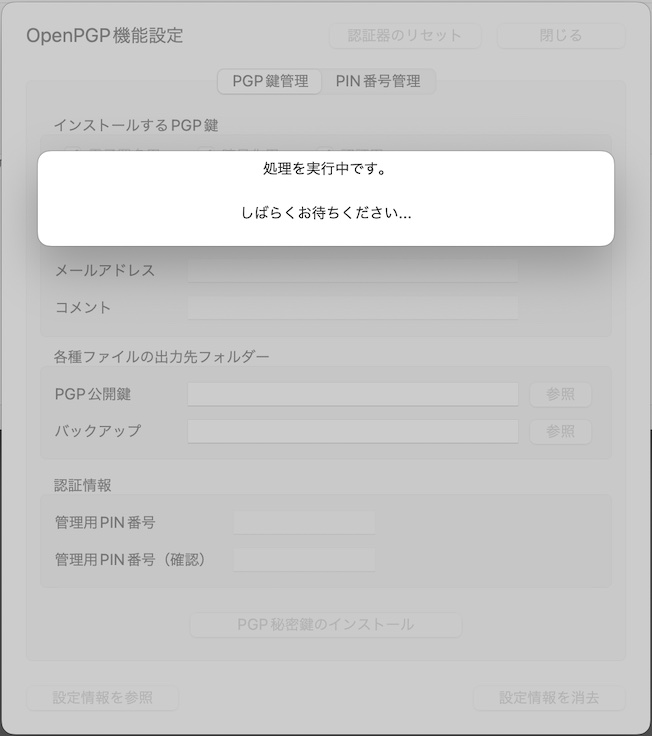 OpenPGP機能設定
認証器のリセット
閉じる
PGP鍵管理
PIN番号管理
インストールするPGP鍵
処理を実行中です。
しばらくお待ちください...
メールアドレス
コメント
各種ファイルの出力先フォルダー
PGP公開鍵
参照
バックアップ
参照
認証情報
管理用PIN番号
管理用PIN番号（確認）
PGP秘密鍵のインストール
設定情報を参照
設定情報を消去